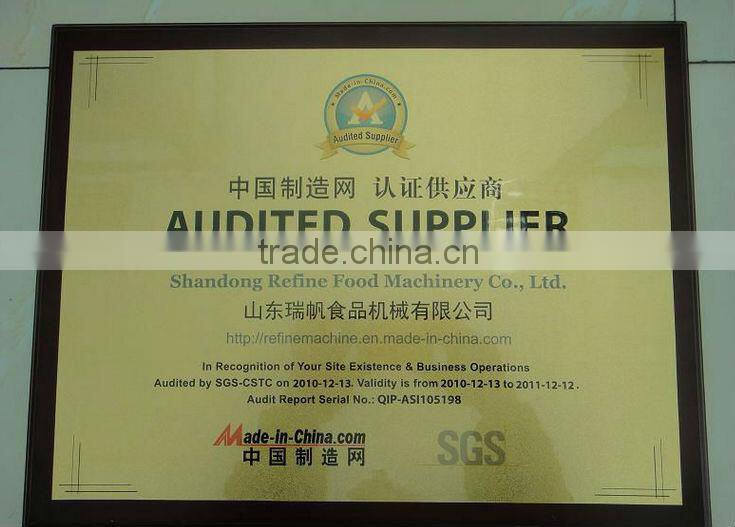 Made-in-China.com
A
Audited Supplier
中国制造网 认证供应商
AUDITED SUPPLIER
trade.china.cn
Shandong Refine Food Machinery Co., Ltd.
山东瑞帆食品机械有限公司
http://refinemachine.en.made-in-china.com
In Recognition of Your Site Existence & Business Operations
Audited by SGS-CSTC on 2010-12-13. Validity is from 2010-12-13 to 2011-12-12.
Audit Report Serial No.: QIP-ASI105198
Made-in-China.com
中国制造网
SGS